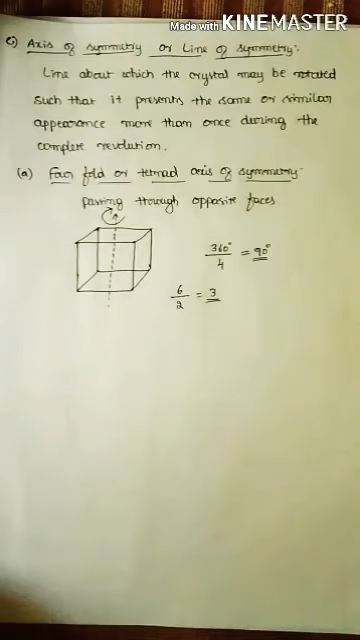 Made with KINEMASTER
c) Axis of symmetry or Line of symmetry:
Line about which the crystal may be rotated
such that it presents the same or similar
appearance more than once during the
complete revolution.
(a) Four fold or tetrad axis of symmetry:
passing through opposite faces
360°/4 = 90°
6/2 = 3